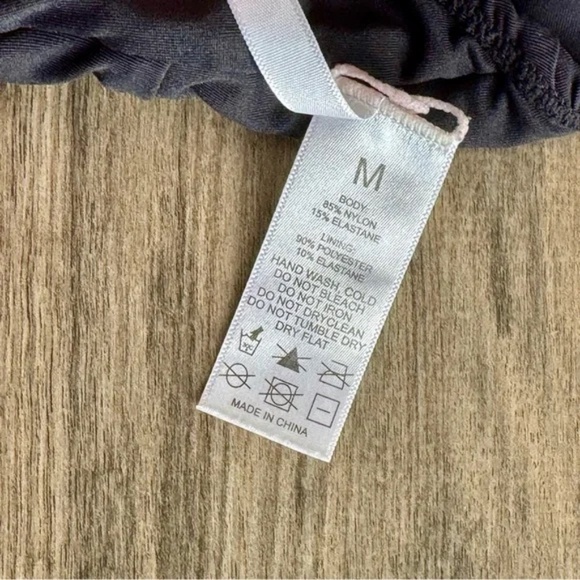 M
BODY:
85% NYLON
15% ELASTANE
LINING:
90% POLYESTER
10% ELASTANE
HAND WASH, COLD
DO NOT BLEACH
DO NOT IRON
DO NOT DRYCLEAN
DO NOT TUMBLE DRY
DRY FLAT
MADE IN CHINA